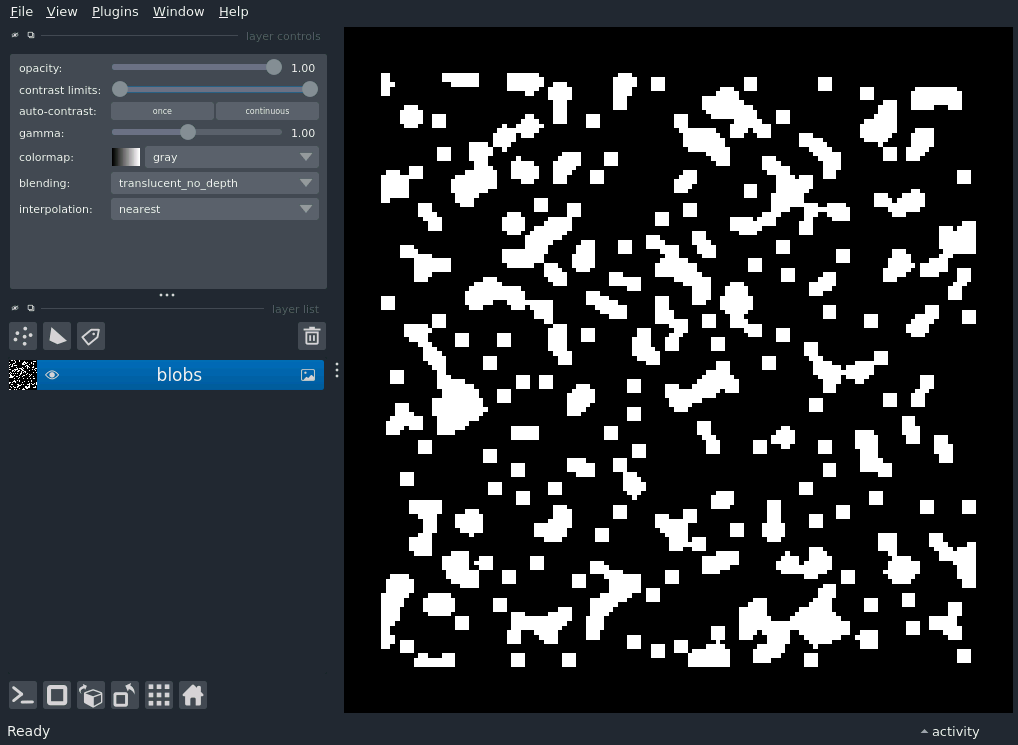 File View Plugins Window Help
layer controls
opacity: 1.00
contrast limits:
auto-contrast: once continuous
gamma: 1.00
colormap: gray
blending: translucent_no_depth
interpolation: nearest
layer list
blobs
Ready activity